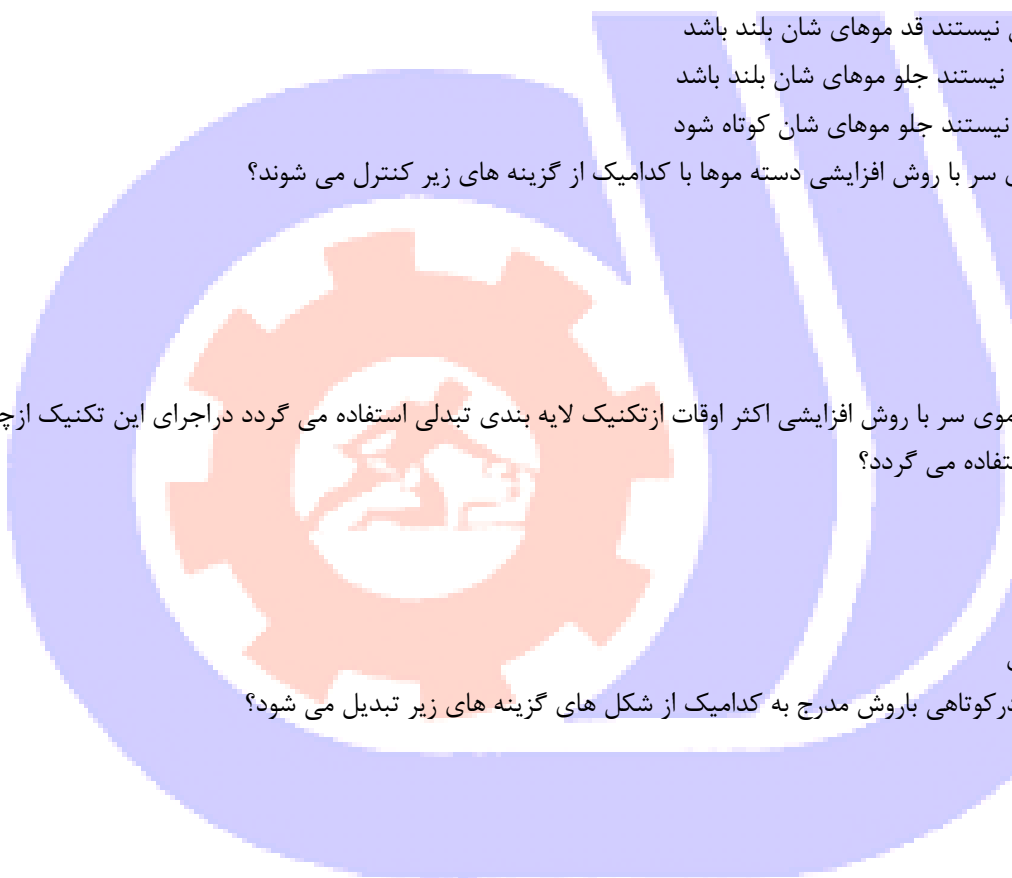 نیستند قد موهای شان بلند باشد
نیستند جلو موهای شان بلند باشد
نیستند جلو موهای شان کوتاه شود
سر با روش افزایشی دسته موها با کدامیک از گزینه های زیر کنترل می شوند؟
موی سر با روش افزایشی اکثر اوقات ازتکنیک لایه بندی تبدلی استفاده می گردد دراجرای این تکنیک ازچ
تفاده می گردد؟
درکوتاهی باروش مدرج به کدامیک از شکل های گزینه های زیر تبدیل می شود؟